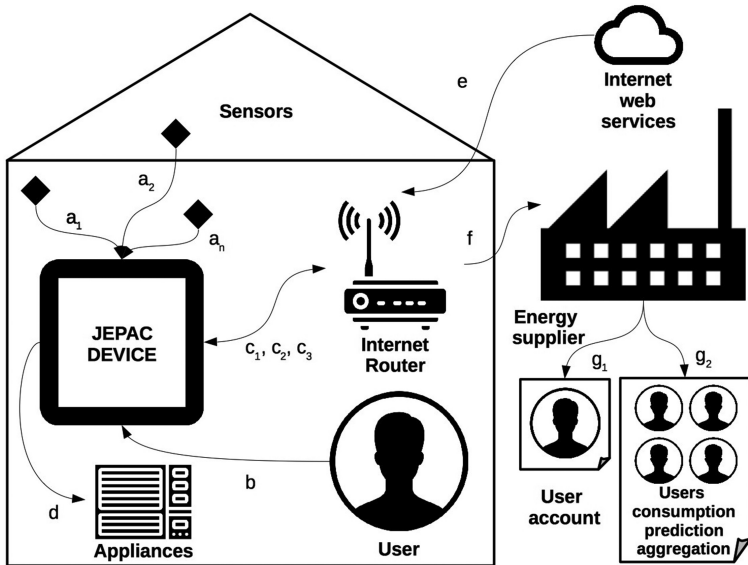 Internet
web
services
e
Sensors
a2
a1
an
f
JEPAC
DEVICE
c1, c2, c3
Internet
Router
Energy
supplier
g1
g2
b
d
Appliances
User
User
account
Users
consumption
prediction
aggregation